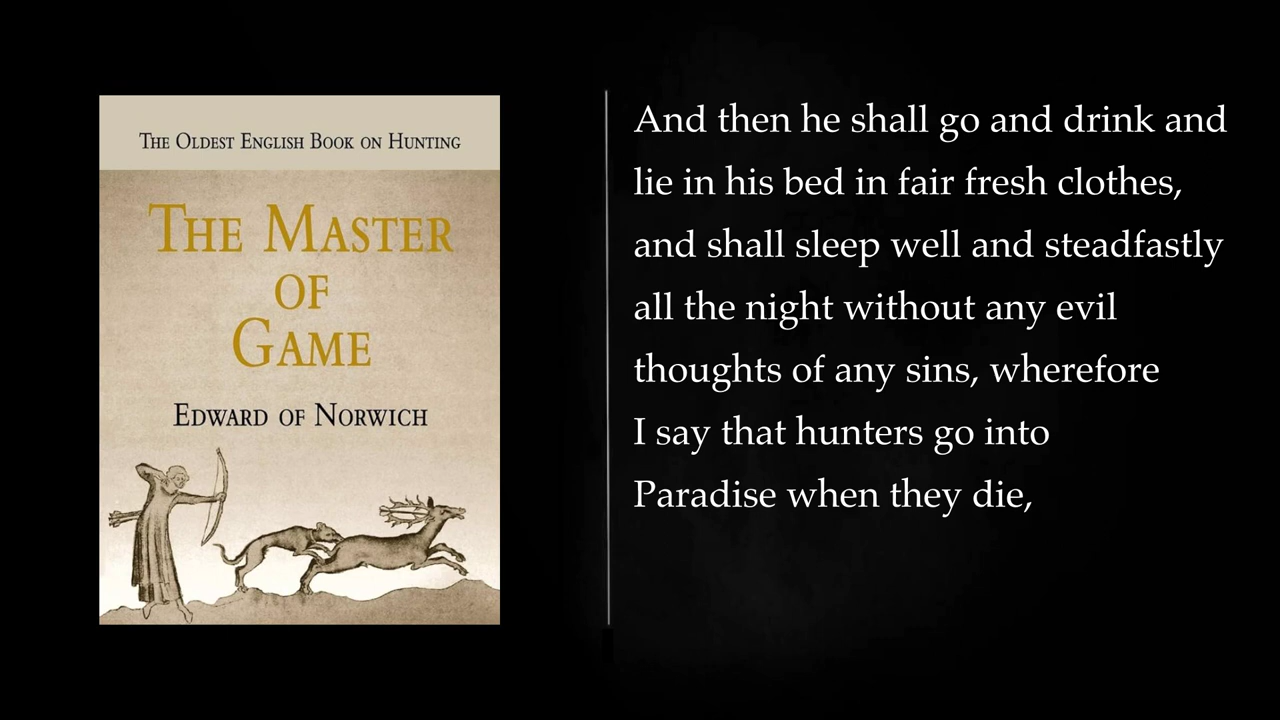 The Oldest English Book on Hunting
The Master
of
Game
Edward of Norwich
And then he shall go and drink and
lie in his bed in fair fresh clothes,
and shall sleep well and steadfastly
all the night without any evil
thoughts of any sins, wherefore
I say that hunters go into
Paradise when they die,